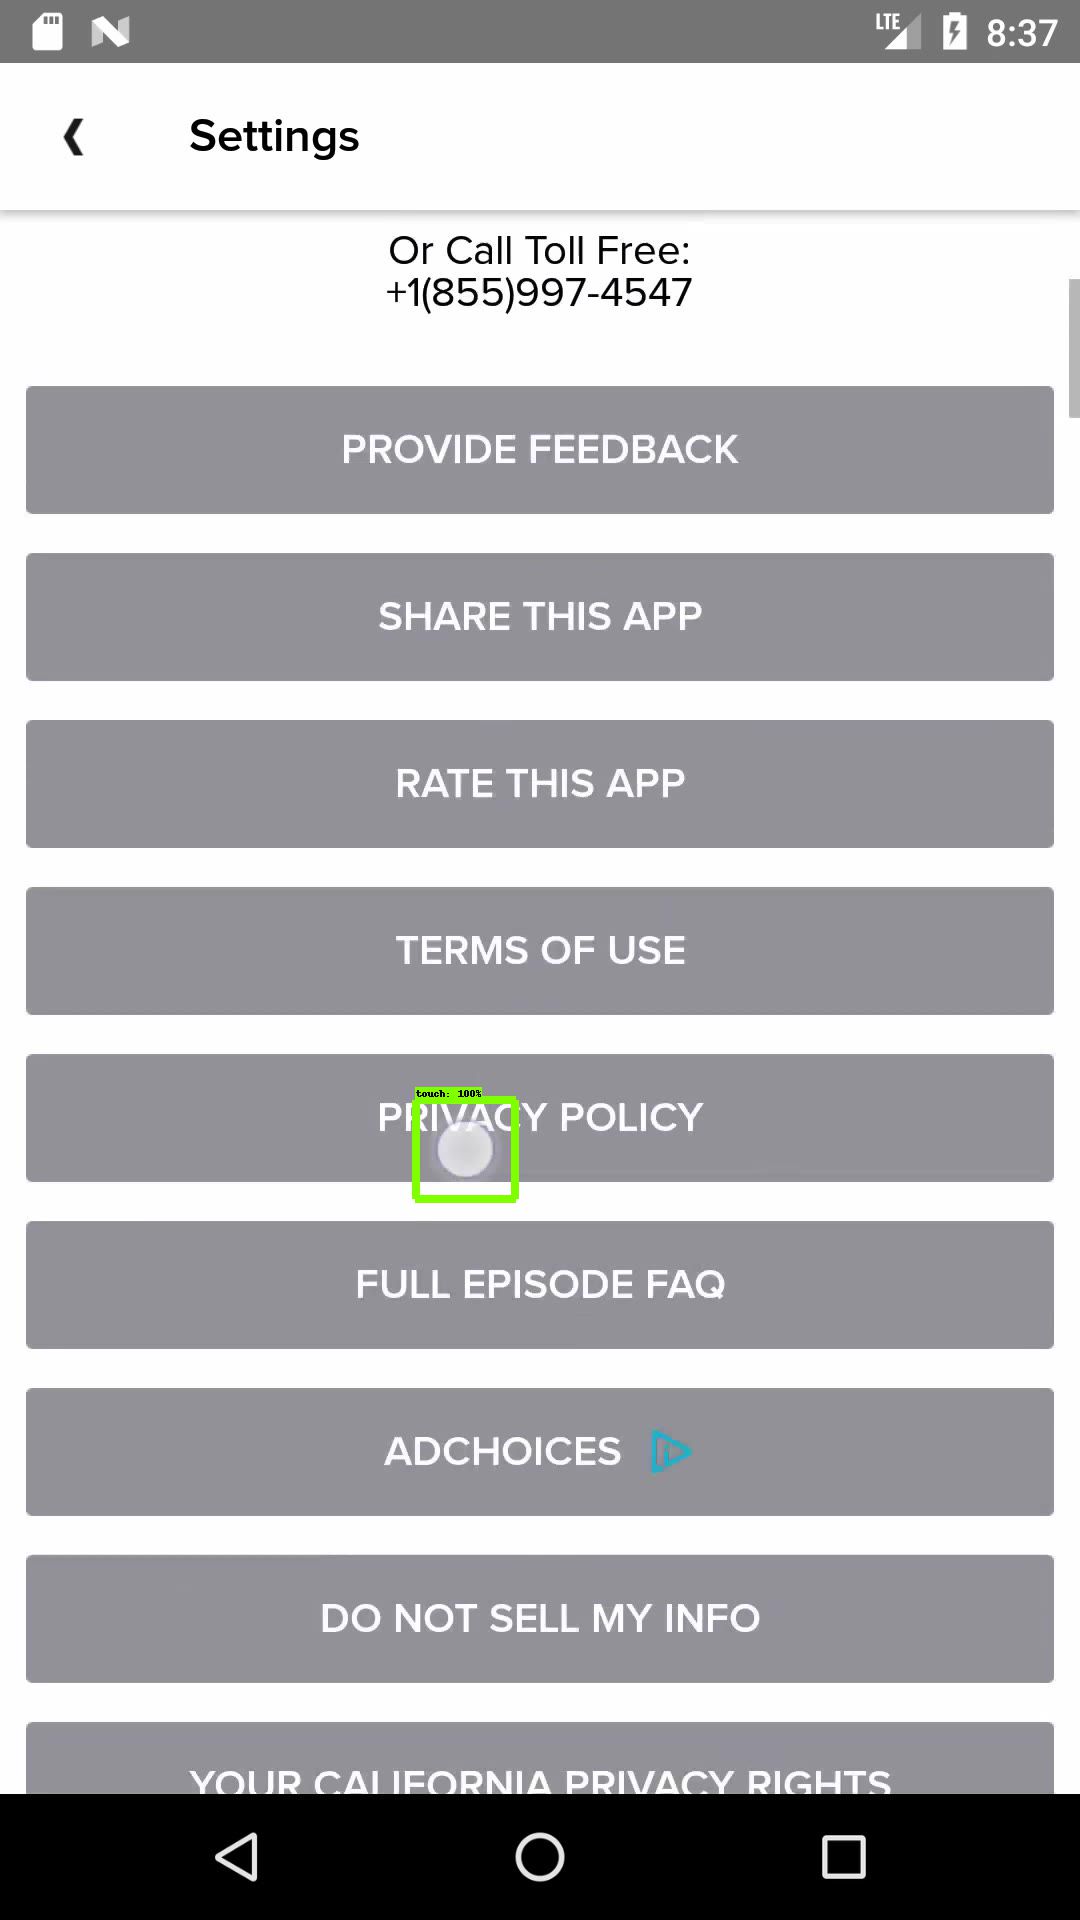 LTE 8:37
Settings
Or Call Toll Free:
+1(855)997-4547
PROVIDE FEEDBACK
SHARE THIS APP
RATE THIS APP
TERMS OF USE
touch: 100%
PRIVACY POLICY
FULL EPISODE FAQ
ADCHOICES
DO NOT SELL MY INFO
YOUR CALIFORNIA PRIVACY RIGHTS